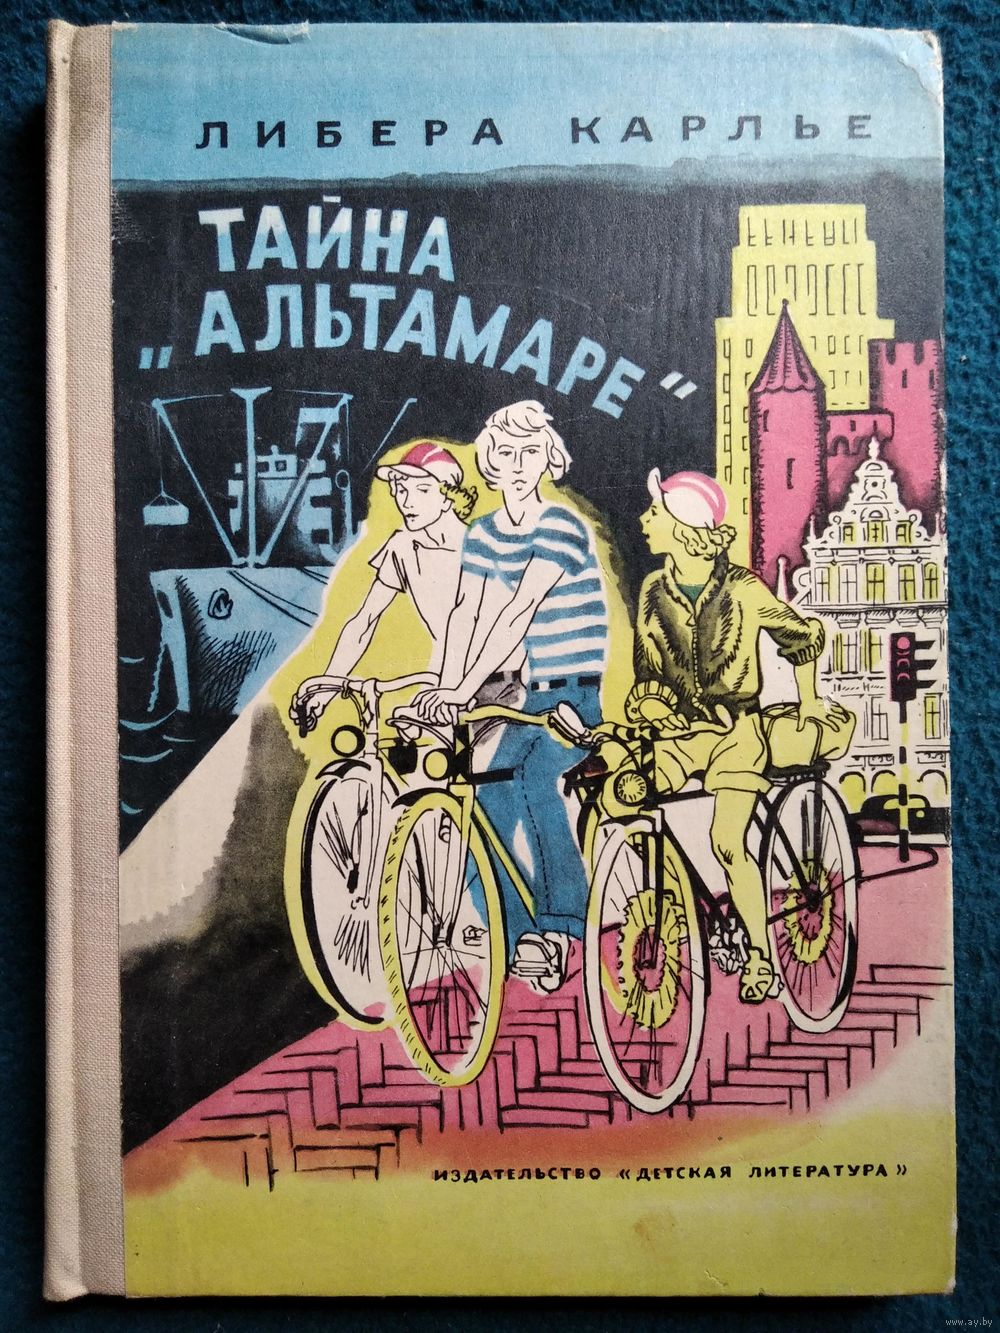 ЛИБЕРА КАРЛЬЕ
ТАЙНА
„АЛЬТАМАРЕ"
ИЗДАТЕЛЬСТВО «ДЕТСКАЯ ЛИТЕРАТУРА»
www.ay.by